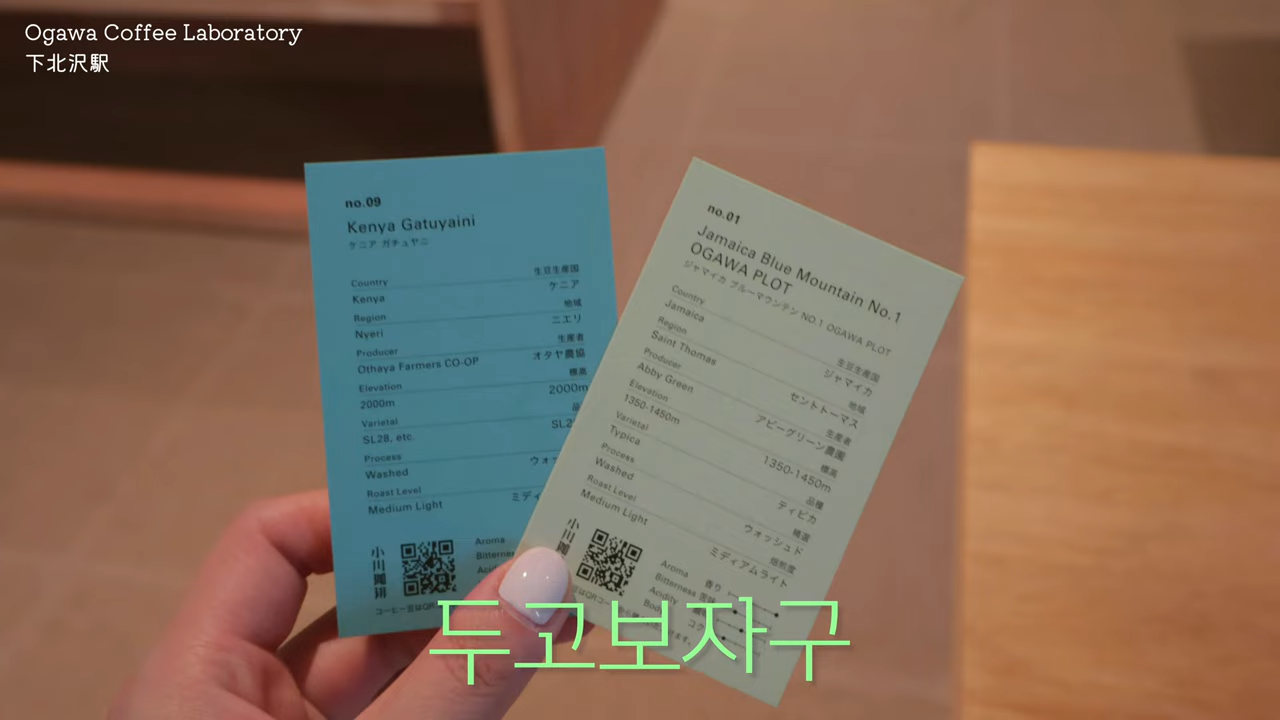 Ogawa Coffee Laboratory
下北沢駅
no.09
Kenya Gatuyaini
ケニア ガチュヤニ
Country 生豆生産国
Kenya ケニア
Region 地域
Nyeri ニエリ
Producer 生産者
Othaya Farmers CO-OP オタヤ農協
Elevation 標高
2000m 2000m
Varietal
SL28, etc.
Process
Washed
Roast Level
Medium Light
小川珈琲
Aroma
no.01
Jamaica Blue Mountain No.1
OGAWA PLOT
ジャマイカ ブルーマウンテン NO.1 OGAWA PLOT
Country 生豆生産国
Jamaica ジャマイカ
Region 地域
Saint Thomas セントトーマス
Producer 生産者
Abby Green アビーグリーン農園
Elevation 標高
1350-1450m 1350-1450m
Varietal 品種
Typica ティピカ
Process 精選
Washed ウォッシュド
Roast Level 焙煎度
Medium Light ミディアムライト
Aroma 香り
Bitterness 苦味
Acidity
두고보자구